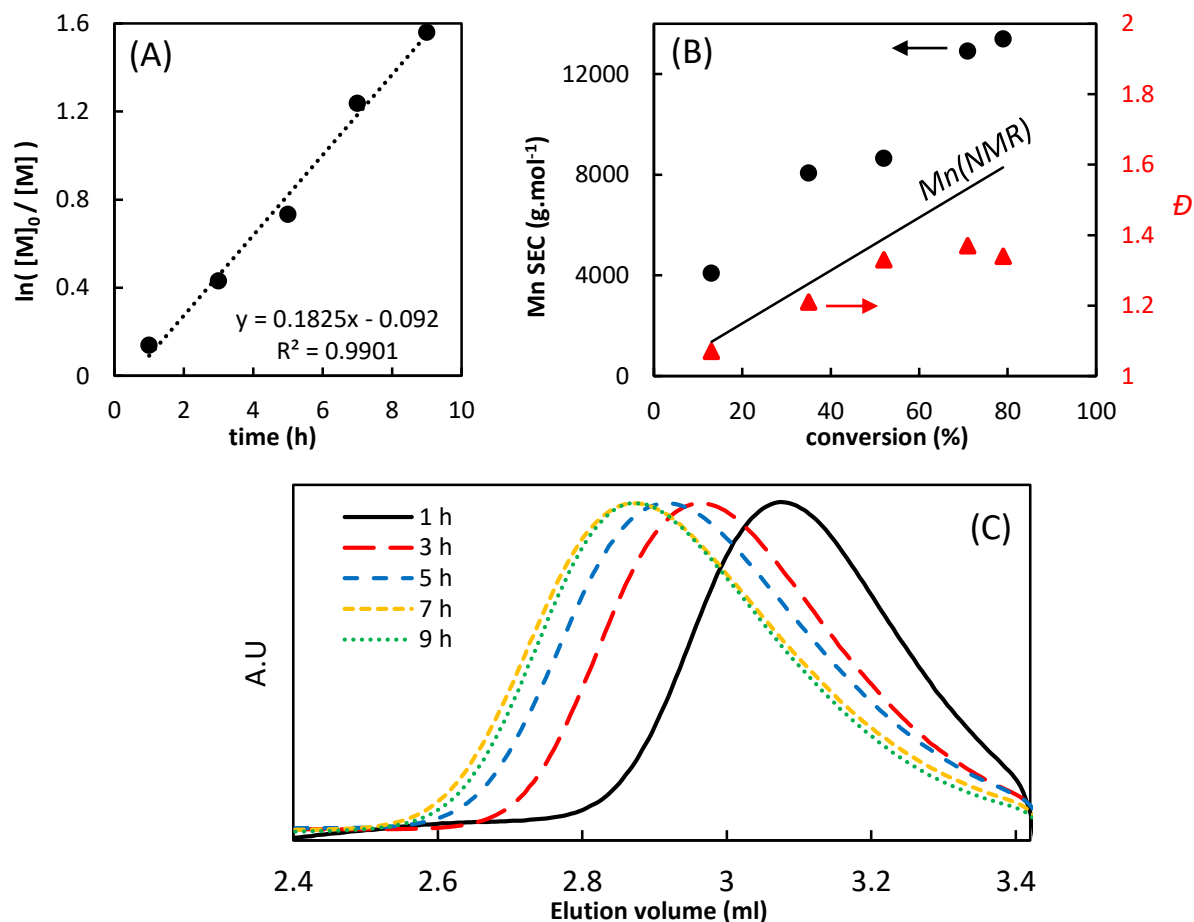 (A)
ln( [M]₀ / [M] )
1.6
1.2
0.8
0.4
0
y = 0.1825x - 0.092
R² = 0.9901
0 2 4 6 8 10
time (h)
(B)
Mn SEC (g.mol⁻¹)
12000
8000
4000
0
Mn(NMR)
2
1.8
1.6
1.4
1.2
1
Đ
0 20 40 60 80 100
conversion (%)
(C)
A.U
1 h
3 h
5 h
7 h
9 h
2.4 2.6 2.8 3 3.2 3.4
Elution volume (ml)